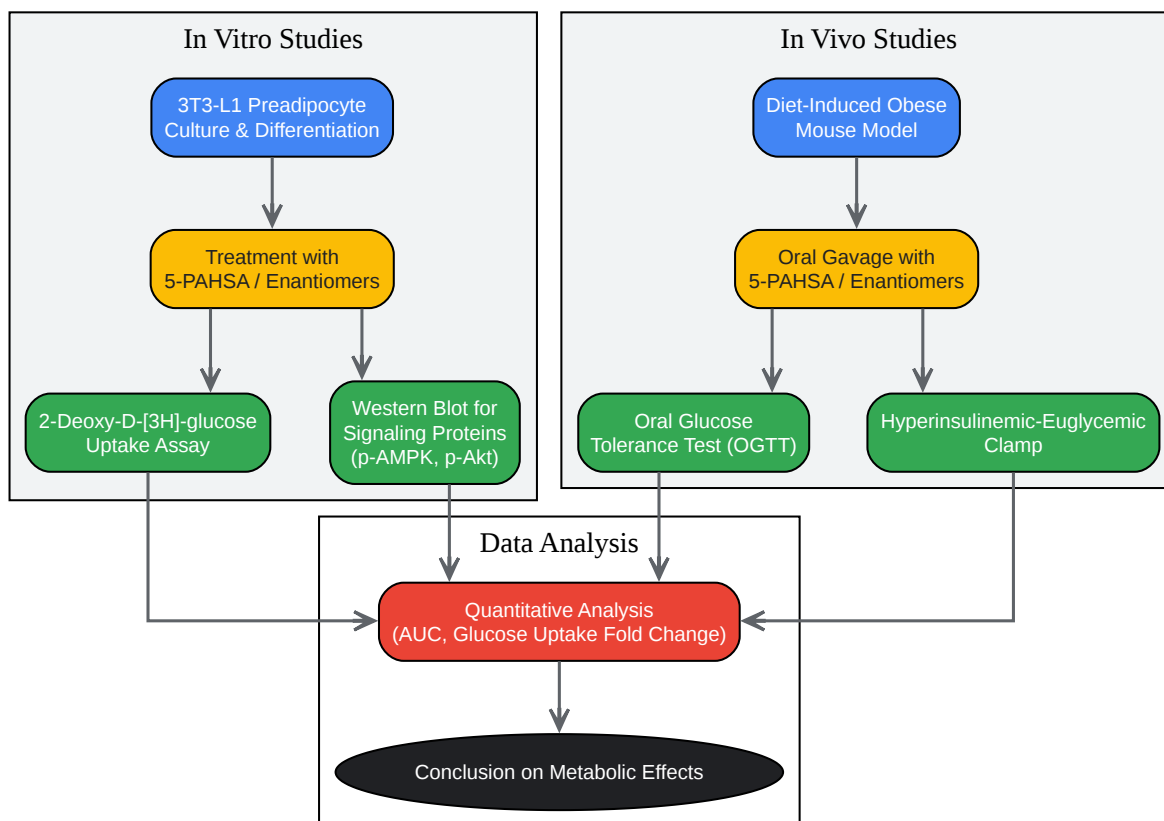 In Vitro Studies
3T3-L1 Preadipocyte
Culture & Differentiation
Treatment with
5-PAHSA / Enantiomers
2-Deoxy-D-[3H]-glucose
Uptake Assay
Western Blot for
Signaling Proteins
(p-AMPK, p-Akt)
In Vivo Studies
Diet-Induced Obese
Mouse Model
Oral Gavage with
5-PAHSA / Enantiomers
Oral Glucose
Tolerance Test (OGTT)
Hyperinsulinemic-Euglycemic
Clamp
Data Analysis
Quantitative Analysis
(AUC, Glucose Uptake Fold Change)
Conclusion on Metabolic Effects